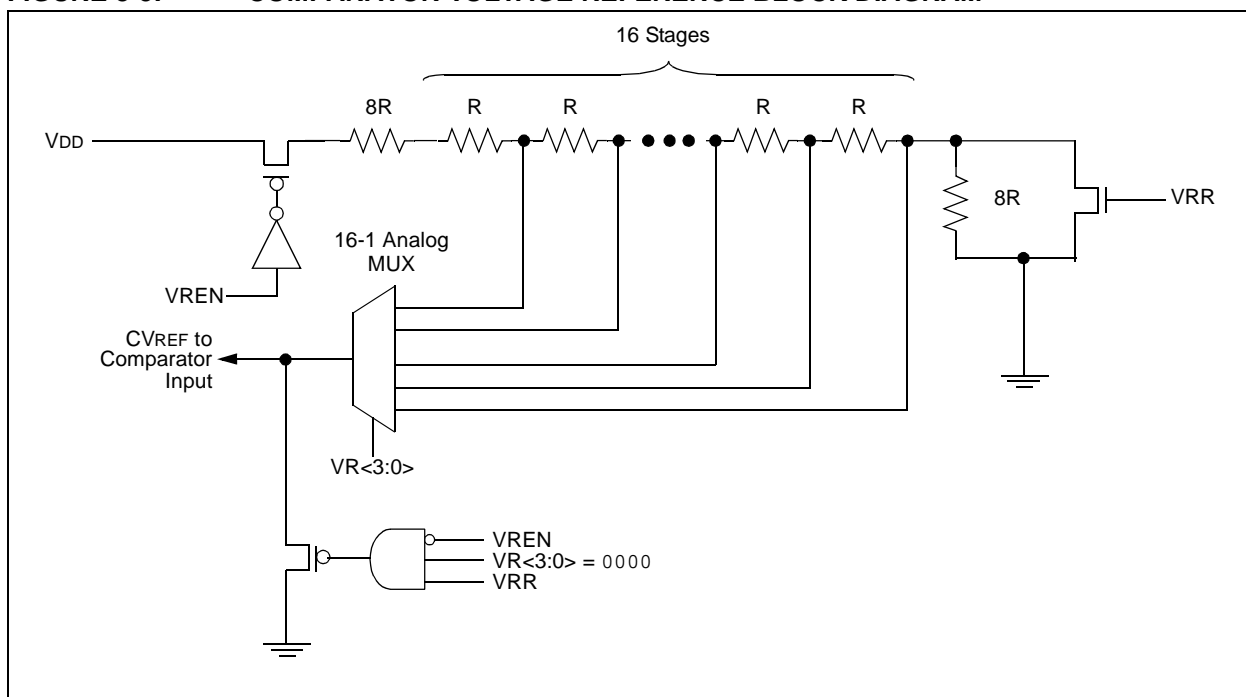 16 Stages
8R
R
R
R
R
VDD
8R
VRR
16-1 Analog
MUX
VREN
CVREF to
Comparator
Input
VR<3:0>
VREN
VR<3:0> = 0000
VRR